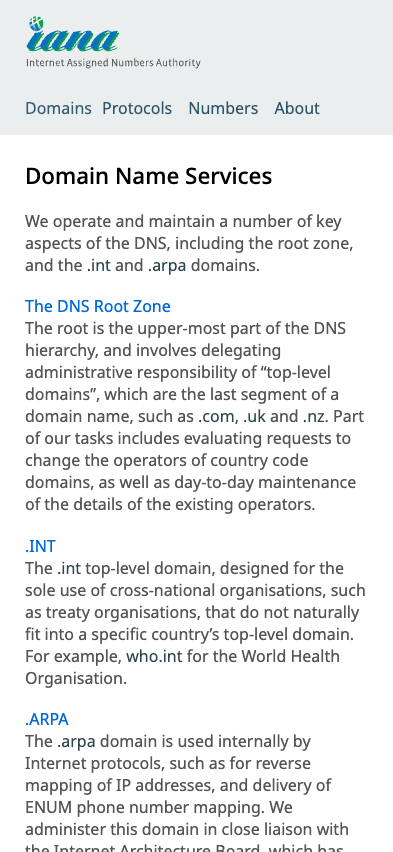 iana
Internet Assigned Numbers Authority
Domains Protocols Numbers About
Domain Name Services
We operate and maintain a number of key
aspects of the DNS, including the root zone,
and the .int and .arpa domains.
The DNS Root Zone
The root is the upper-most part of the DNS
hierarchy, and involves delegating
administrative responsibility of “top-level
domains”, which are the last segment of a
domain name, such as .com, .uk and .nz. Part
of our tasks includes evaluating requests to
change the operators of country code
domains, as well as day-to-day maintenance
of the details of the existing operators.
.INT
The .int top-level domain, designed for the
sole use of cross-national organisations, such
as treaty organisations, that do not naturally
fit into a specific country’s top-level domain.
For example, who.int for the World Health
Organisation.
.ARPA
The .arpa domain is used internally by
Internet protocols, such as for reverse
mapping of IP addresses, and delivery of
ENUM phone number mapping. We
administer this domain in close liaison with
the Internet Architecture Board, which has